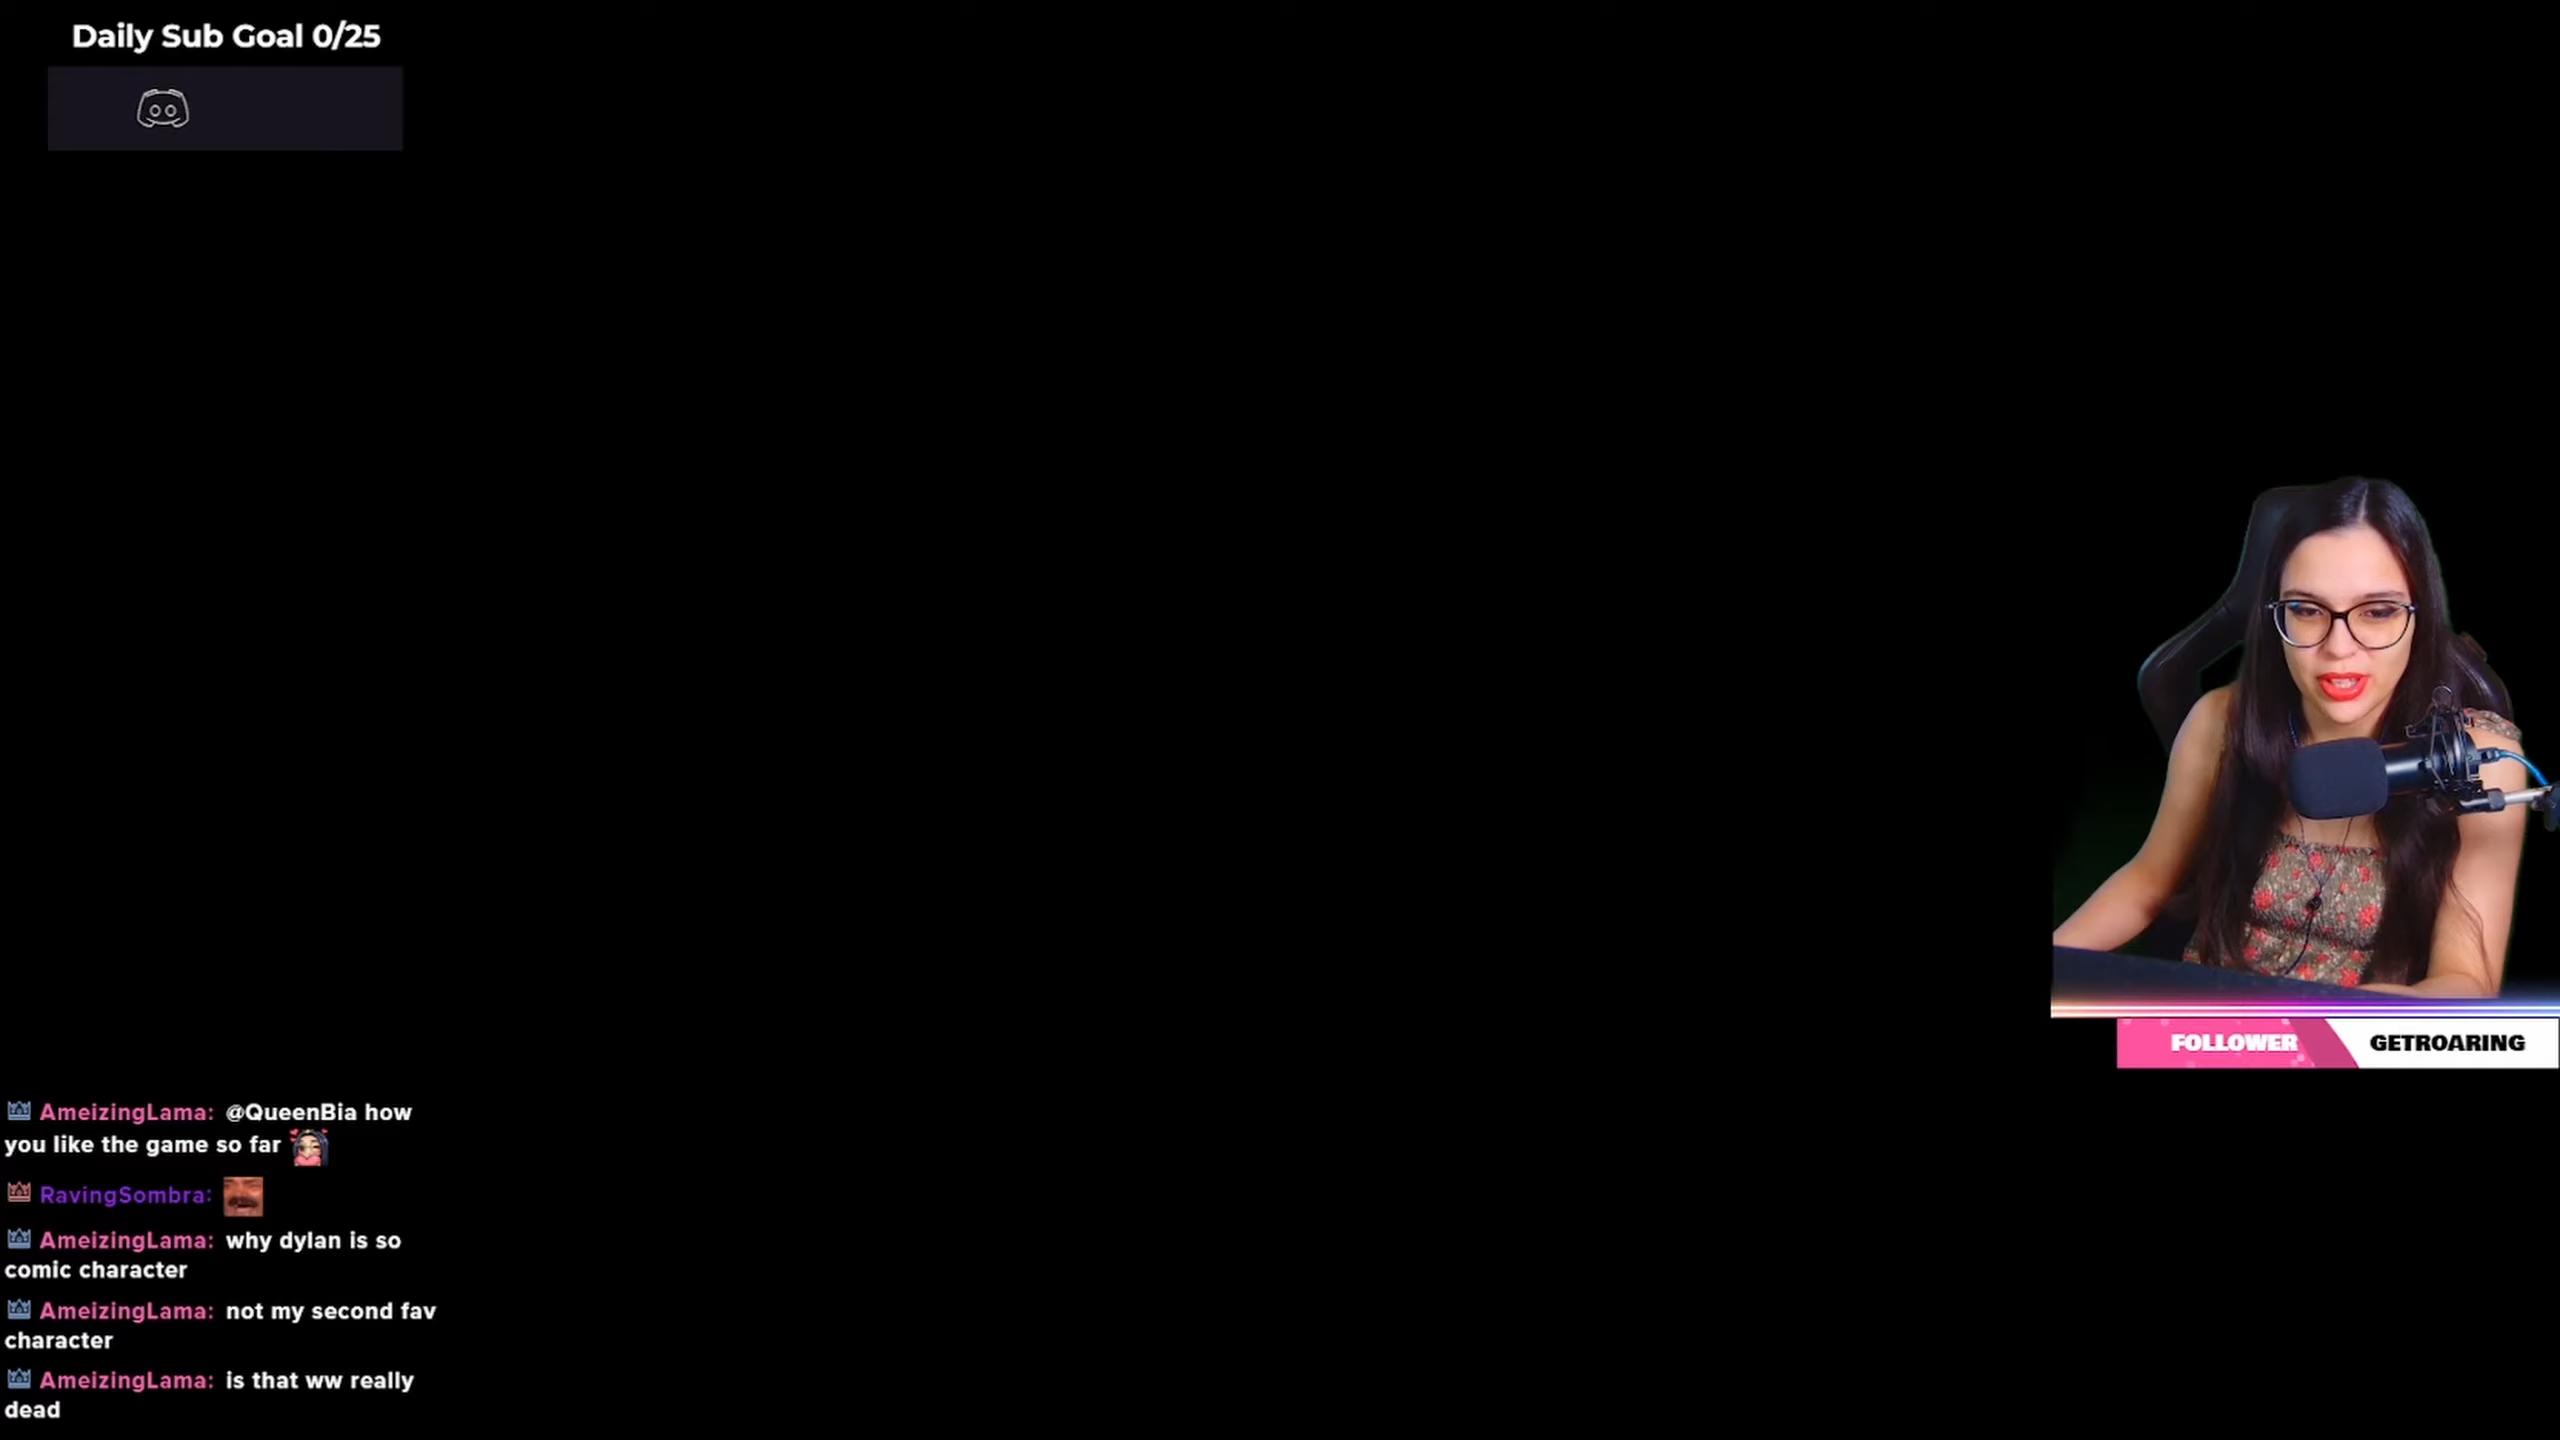 Daily Sub Goal 0/25
FOLLOWER GETROARING
AmeizingLama: @QueenBia how
you like the game so far
RavingSombra:
AmeizingLama: why dylan is so
comic character
AmeizingLama: not my second fav
character
AmeizingLama: is that ww really
dead